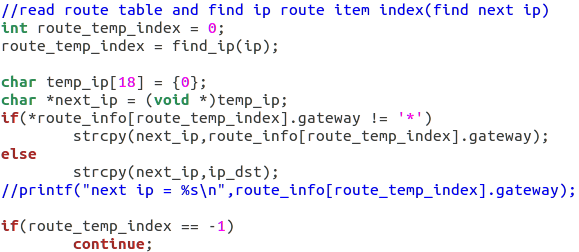 //read route table and find ip route item index(find next ip)
int route_temp_index = 0;
route_temp_index = find_ip(ip);
char temp_ip[18] = {0};
char *next_ip = (void *)temp_ip;
if(*route_info[route_temp_index].gateway != '*')
strcpy(next_ip,route_info[route_temp_index].gateway);
else
strcpy(next_ip,ip_dst);
//printf("next ip = %s\n",route_info[route_temp_index].gateway);
if(route_temp_index == -1)
continue;